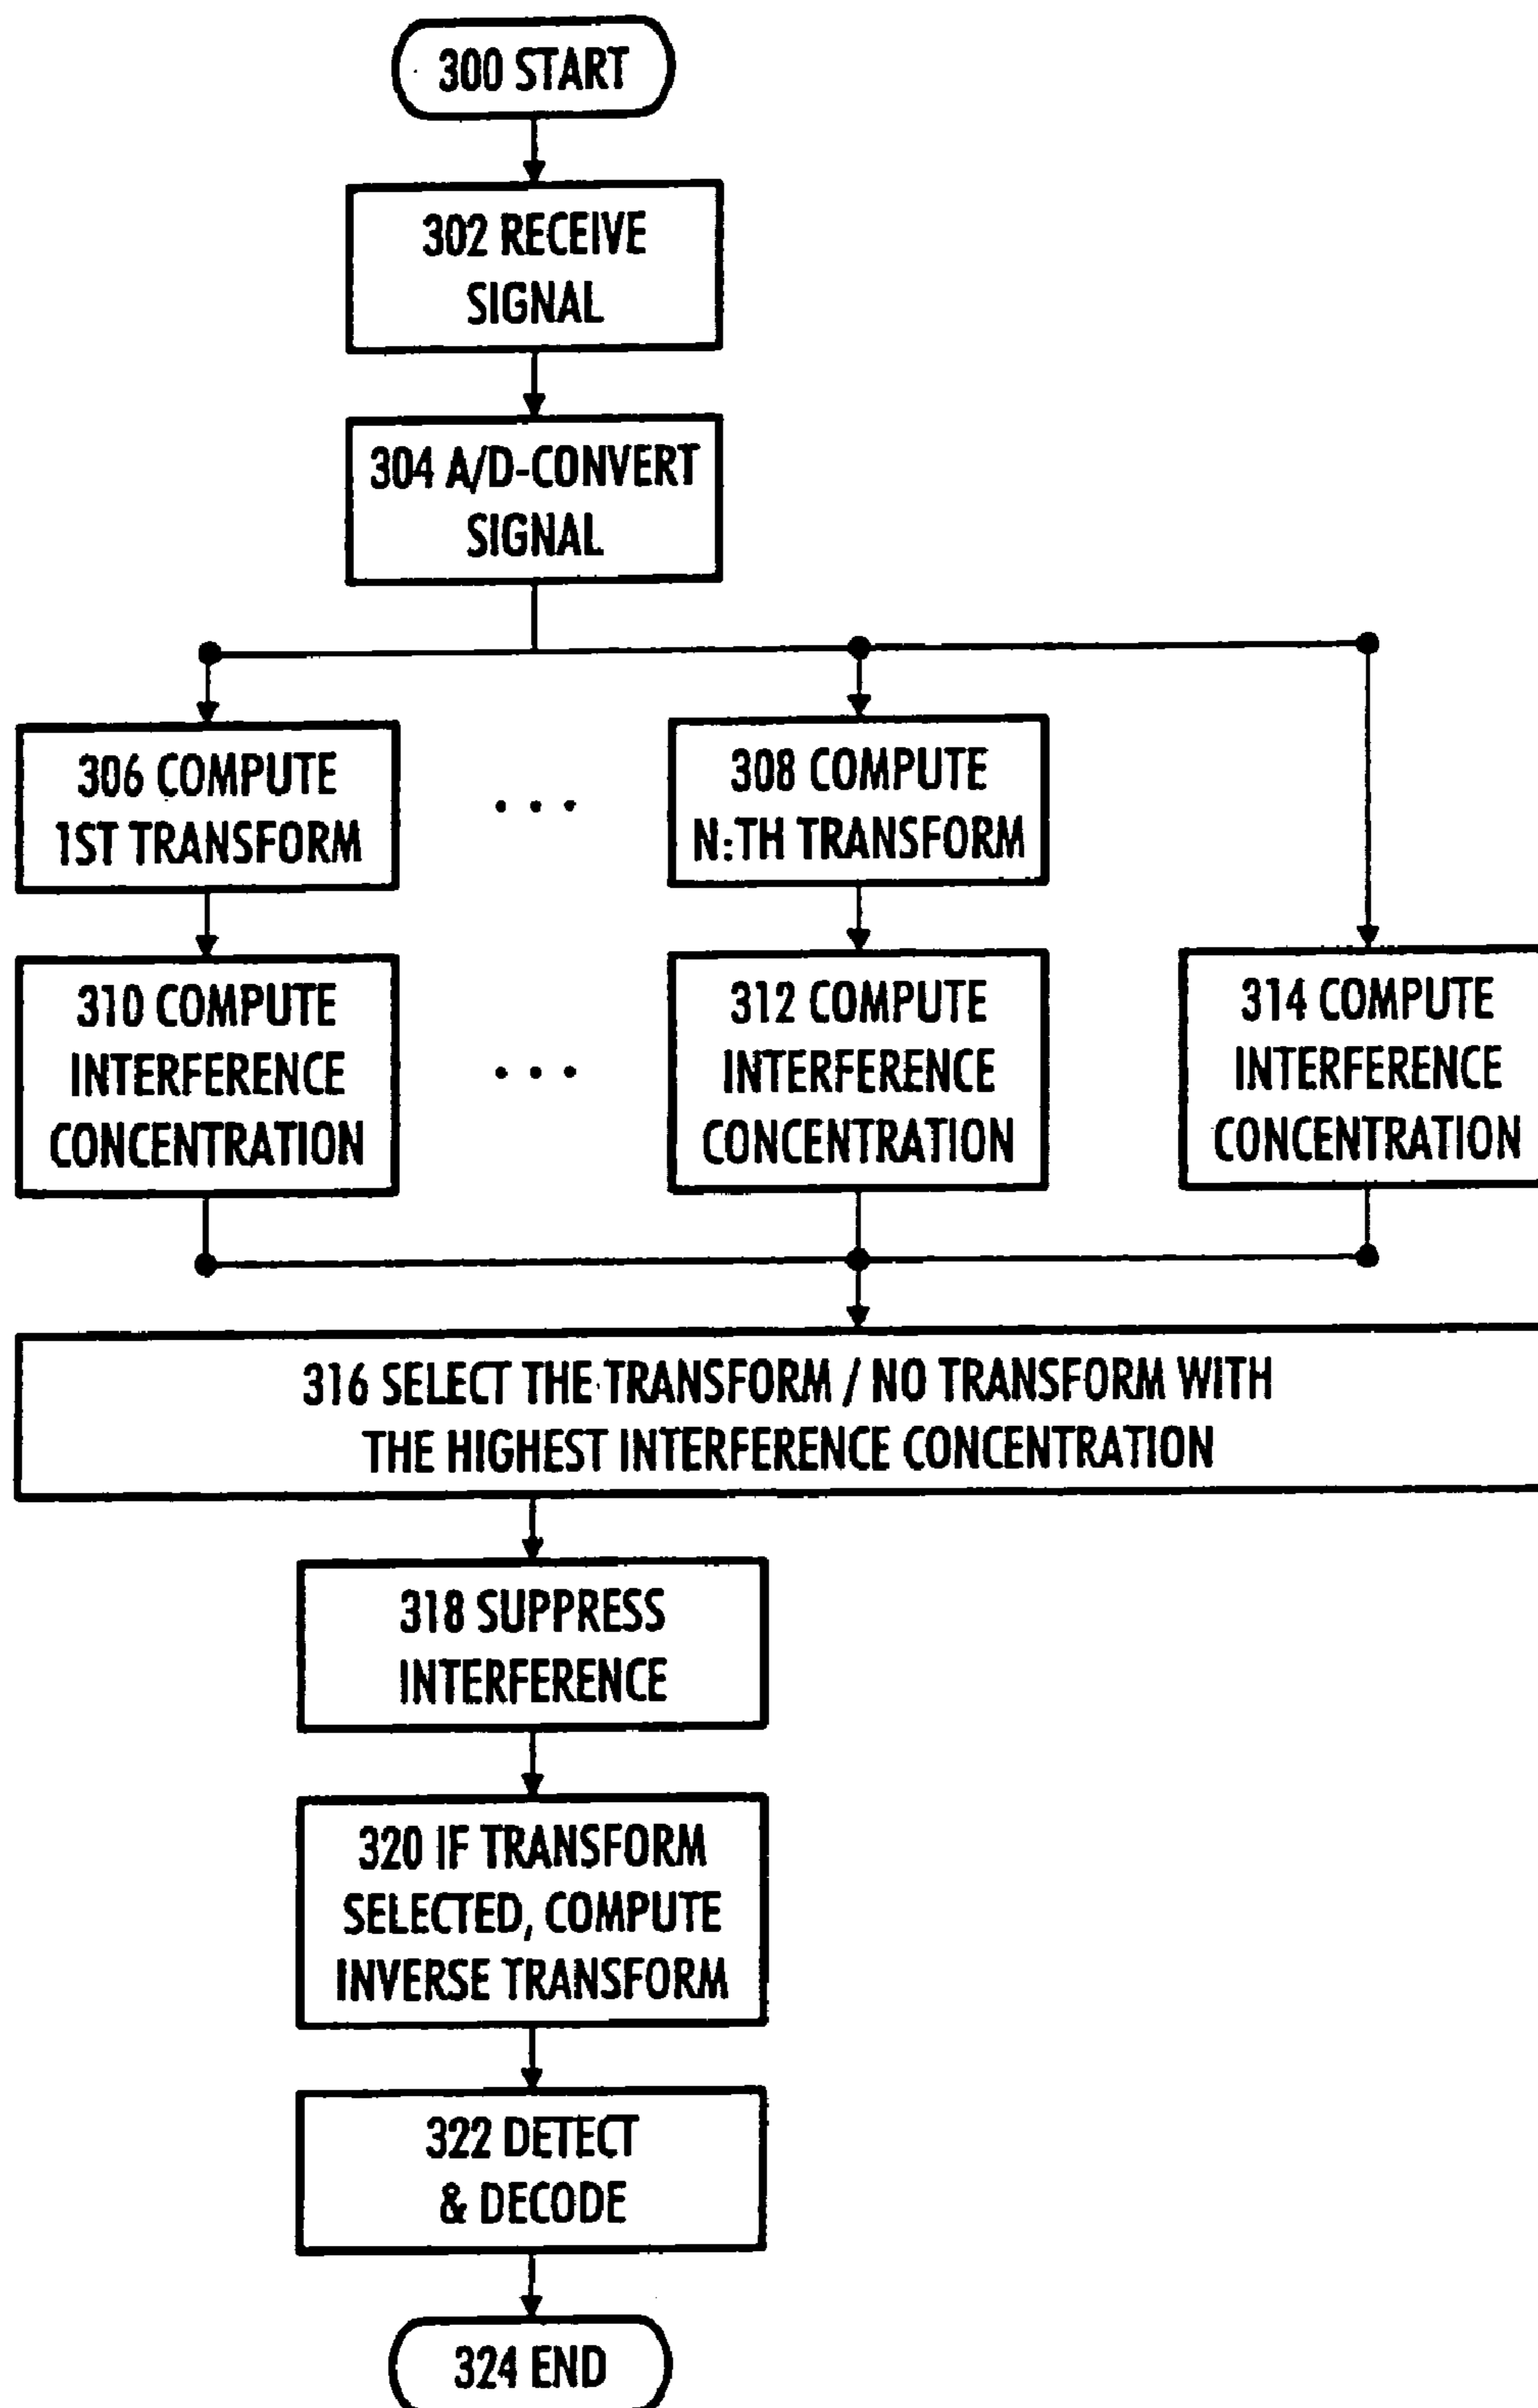 300 START
302 RECEIVE
SIGNAL
304 A/D-CONVERT
SIGNAL
306 COMPUTE
1ST TRANSFORM
. . .
308 COMPUTE
N:TH TRANSFORM
310 COMPUTE
INTERFERENCE
CONCENTRATION
. . .
312 COMPUTE
INTERFERENCE
CONCENTRATION
314 COMPUTE
INTERFERENCE
CONCENTRATION
316 SELECT THE TRANSFORM / NO TRANSFORM WITH
THE HIGHEST INTERFERENCE CONCENTRATION
318 SUPPRESS
INTERFERENCE
320 IF TRANSFORM
SELECTED, COMPUTE
INVERSE TRANSFORM
322 DETECT
& DECODE
324 END